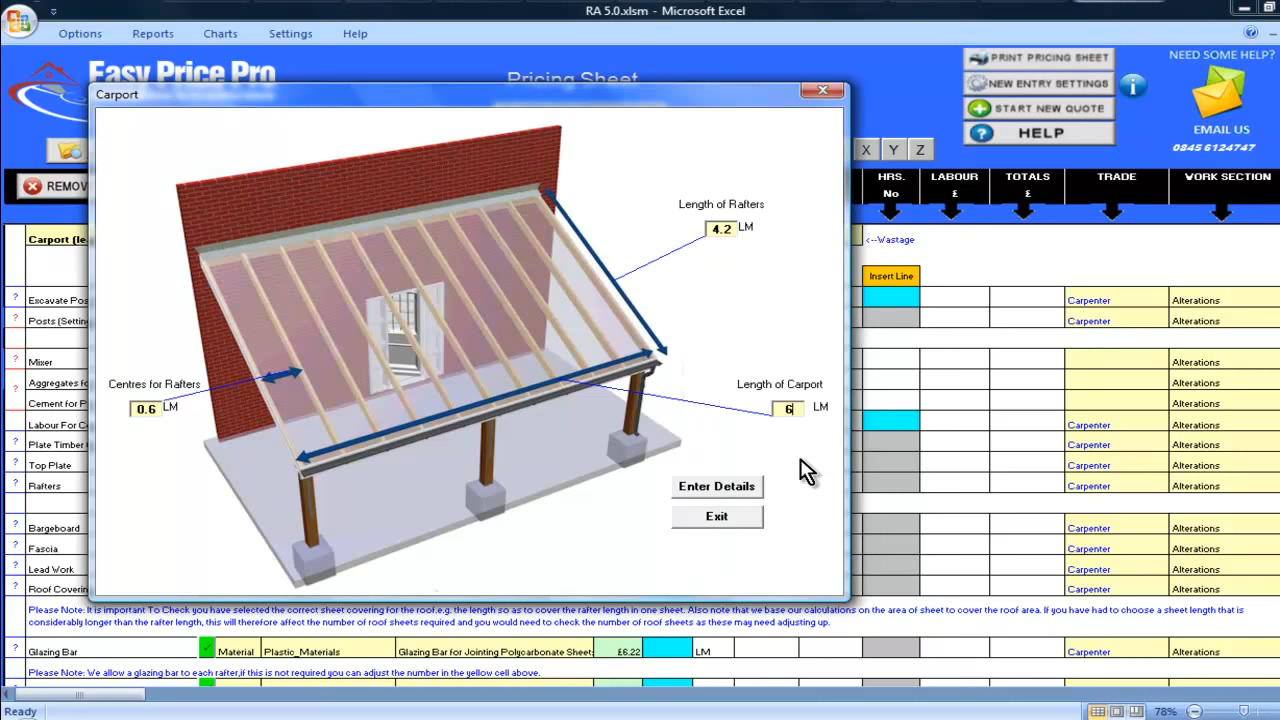 RA 5.0.xlsm - Microsoft Excel
Options Reports Charts Settings Help
Easy Price Pro
Pricing Sheet
PRINT PRICING SHEET
NEW ENTRY SETTINGS
START NEW QUOTE
? HELP
i
NEED SOME HELP?
EMAIL US
0845 6124747
X Y Z
REMOV
HRS. No
LABOUR £
TOTALS £
TRADE
WORK SECTION
Carport
Length of Rafters
4.2 LM
Centres for Rafters
0.6 LM
Length of Carport
6 LM
Enter Details
Exit
Carport (le
<--Wastage
Insert Line
? Excavate Pos Carpenter Alterations
? Posts (Settin Carpenter Alterations
? Mixer Alterations
? Aggregates fo Alterations
Cement for P Alterations
? Labour For C Carpenter Alterations
? Plate Timber ( Carpenter Alterations
? Top Plate Carpenter Alterations
? Rafters Carpenter Alterations
? Bargeboard Carpenter Alterations
? Fascia Carpenter Alterations
? Lead Work Carpenter Alterations
? Roof Coverin Carpenter Alterations
Please Note: It is important To Check you have selected the correct sheet covering for the roof.e.g. the length so as to cover the rafter length in one sheet. Also note that we base our calculations on the area of sheet to cover the roof area. If you have had to choose a sheet length that is
considerably longer than the rafter length, this will therefore affect the number of roof sheets required and you would need to check the number of roof sheets as these may need adjusting up.
? Glazing Bar Material Plastic_Materials Glazing Bar for Jointing Polycarbonate Sheets £6.22 LM Carpenter Alterations
Please Note: We allow a glazing bar to each rafter,if this is not required you can adjust the number in the yellow cell above.
Ready
78%